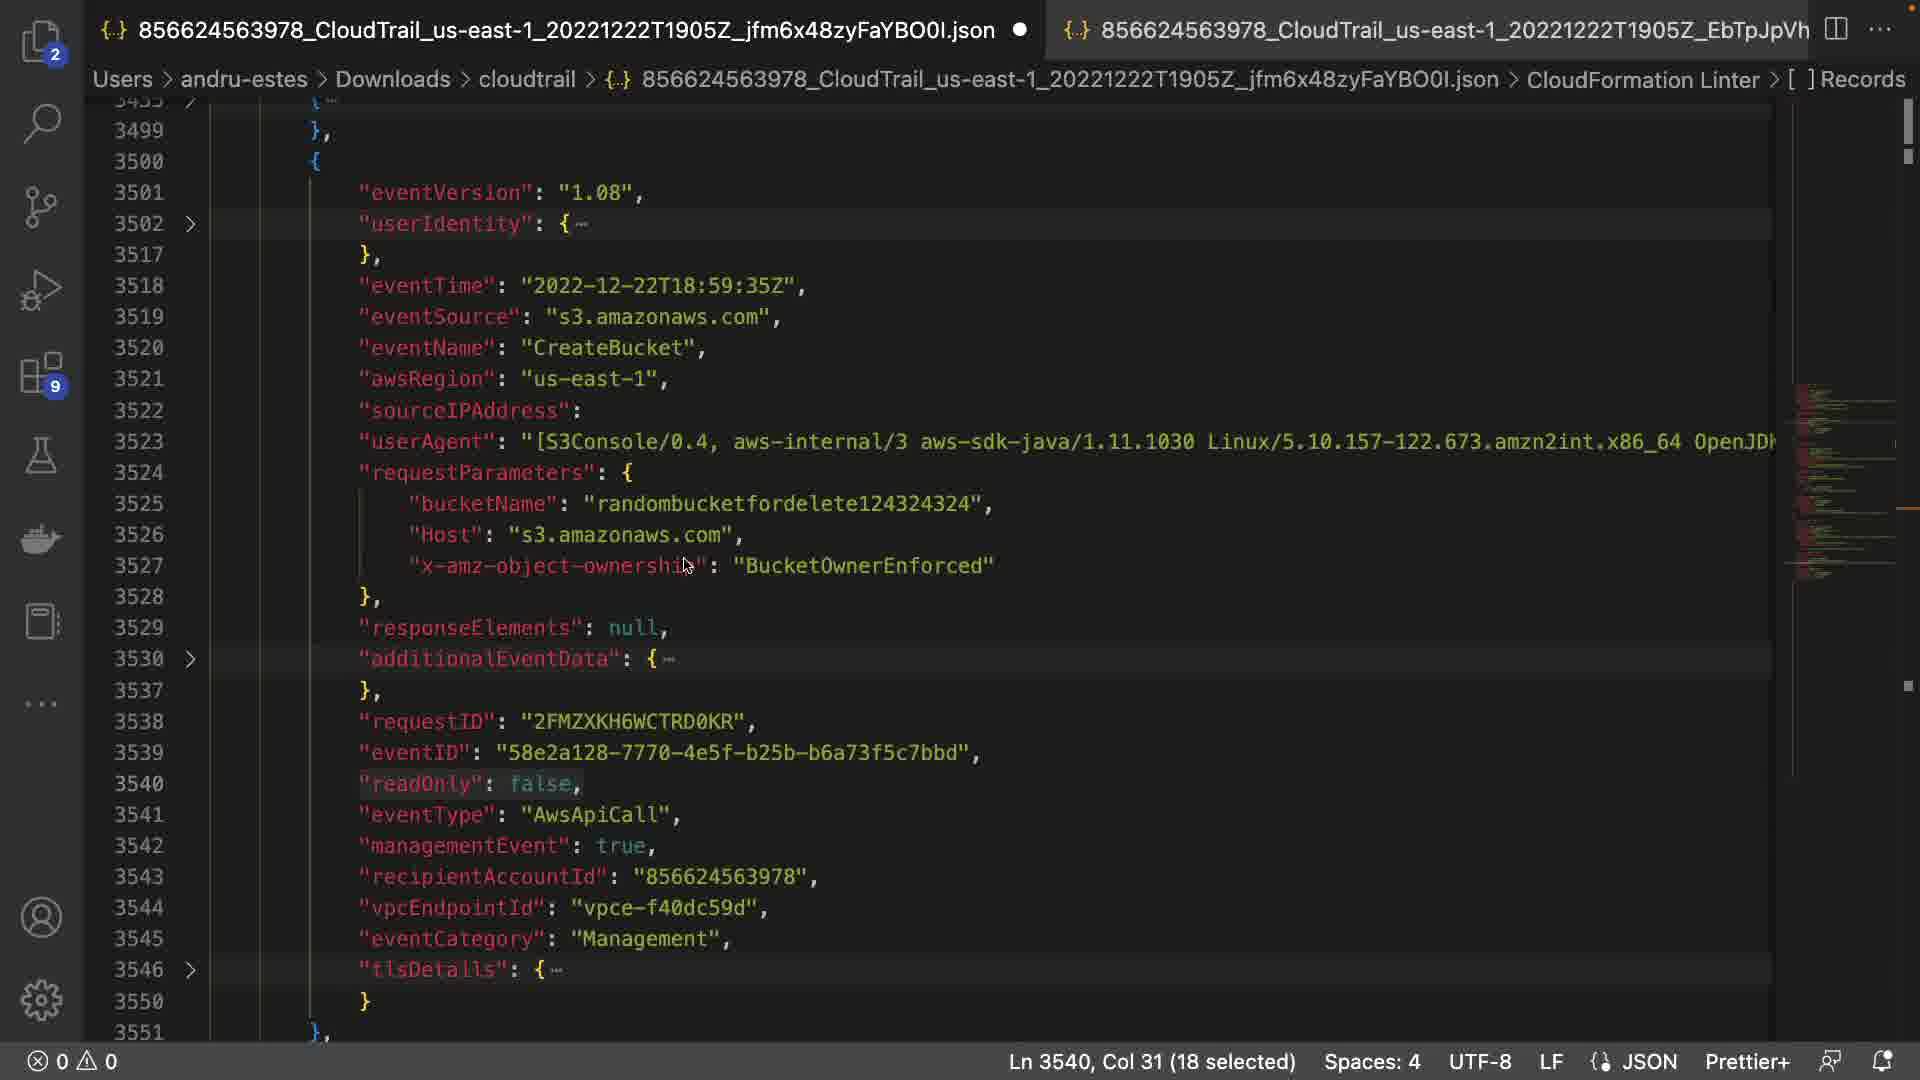 {..} 856624563978_CloudTrail_us-east-1_20221222T1905Z_jfm6x48zyFaYBO0I.json ● {..} 856624563978_CloudTrail_us-east-1_20221222T1905Z_EbTpJpVh
Users > andru-estes > Downloads > cloudtrail > {..} 856624563978_CloudTrail_us-east-1_20221222T1905Z_jfm6x48zyFaYBO0I.json > CloudFormation Linter > [ ] Records
2
9
3499 },
3500 {
3501 "eventVersion": "1.08",
3502 > "userIdentity": { ⋯
3517 },
3518 "eventTime": "2022-12-22T18:59:35Z",
3519 "eventSource": "s3.amazonaws.com",
3520 "eventName": "CreateBucket",
3521 "awsRegion": "us-east-1",
3522 "sourceIPAddress":
3523 "userAgent": "[S3Console/0.4, aws-internal/3 aws-sdk-java/1.11.1030 Linux/5.10.157-122.673.amzn2int.x86_64 OpenJDK
3524 "requestParameters": {
3525 "bucketName": "randombucketfordelete124324324",
3526 "Host": "s3.amazonaws.com",
3527 "x-amz-object-ownership": "BucketOwnerEnforced"
3528 },
3529 "responseElements": null,
3530 > "additionalEventData": { ⋯
3537 },
3538 "requestID": "2FMZXKH6WCTRD0KR",
3539 "eventID": "58e2a128-7770-4e5f-b25b-b6a73f5c7bbd",
3540 "readOnly": false,
3541 "eventType": "AwsApiCall",
3542 "managementEvent": true,
3543 "recipientAccountId": "856624563978",
3544 "vpcEndpointId": "vpce-f40dc59d",
3545 "eventCategory": "Management",
3546 > "tlsDetails": { ⋯
3550 }
3551 },
0 0 Ln 3540, Col 31 (18 selected) Spaces: 4 UTF-8 LF {} JSON Prettier+